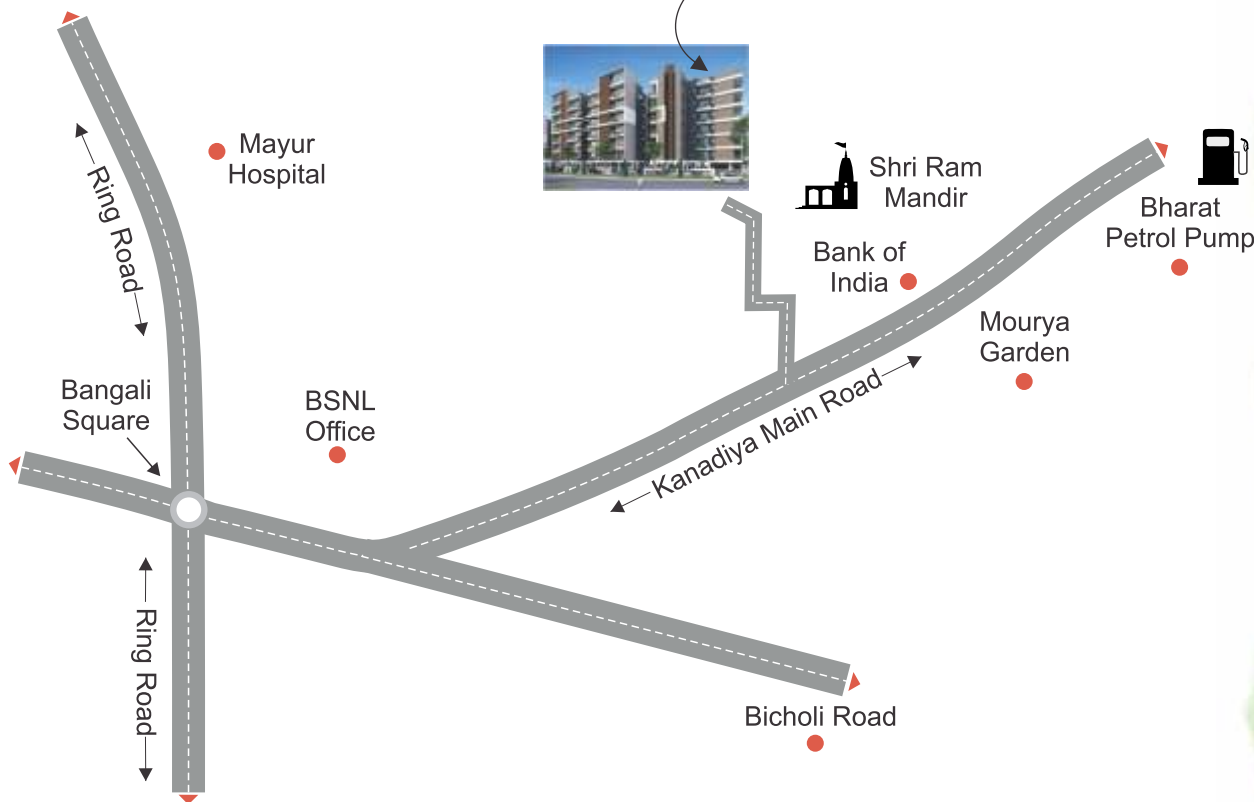 Mayur
Hospital
Ring Road
Shri Ram
Mandir
Bharat
Petrol Pump
Bank of
India
Mourya
Garden
Bangali
Square
BSNL
Office
Kanadiya Main Road
Ring Road
Bicholi Road